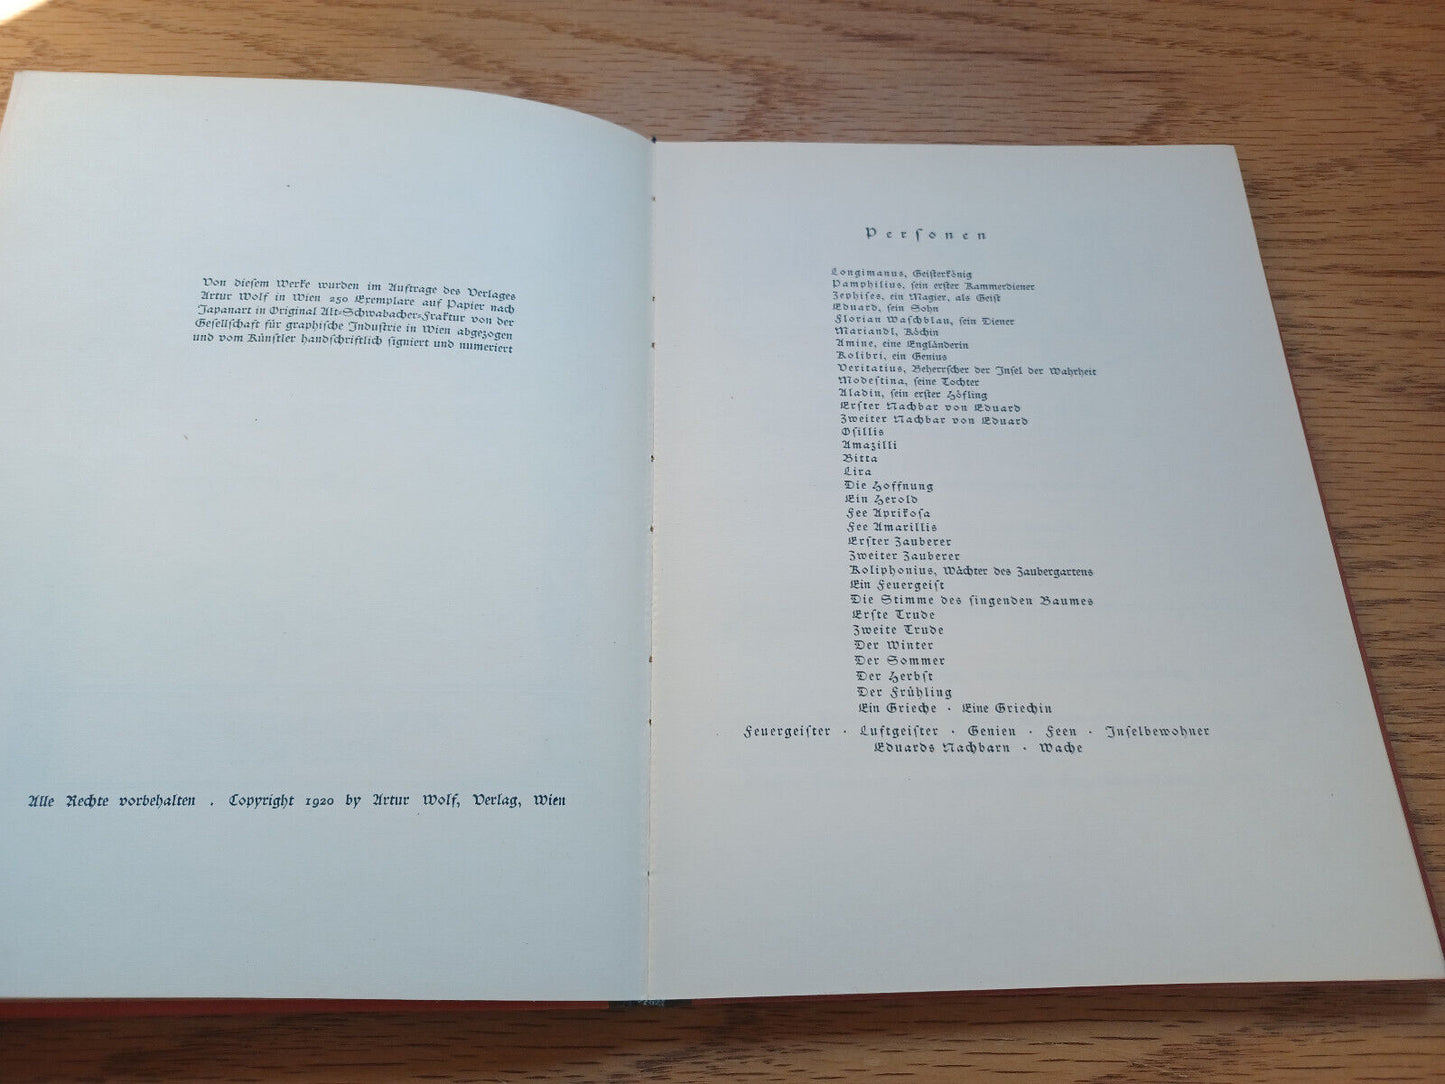 Von diesem Werke wurden im Auftrage des Verlages
Artur Wolf in Wien 250 Exemplare auf Papier nach
Japanart in Original Alt-Schwabacher-Fraktur von der
Gesellschaft für graphische Industrie in Wien abgezogen
und vom Künstler handschriftlich signiert und numeriert
Alle Rechte vorbehalten . Copyright 1920 by Artur Wolf, Verlag, Wien
Personen
Longimanus, Geisterkönig
Pamphilius, sein erster Kammerdiener
Zephises, ein Magier, als Geist
Eduard, sein Sohn
Florian Waschblau, sein Diener
Mariandl, Köchin
Amine, eine Engländerin
Kolibri, ein Genius
Veritatius, Beherrscher der Insel der Wahrheit
Modestina, seine Tochter
Aladin, sein erster Höfling
Erster Nachbar von Eduard
Zweiter Nachbar von Eduard
Osillis
Amazilli
Bitta
Lira
Die Hoffnung
Ein Herold
Fee Aprikosa
Fee Amarillis
Erster Zauberer
Zweiter Zauberer
Koliphonius, Wächter des Zaubergartens
Ein Feuergeist
Die Stimme des singenden Baumes
Erste Trude
Zweite Trude
Der Winter
Der Sommer
Der Herbst
Der Frühling
Ein Grieche · Eine Griechin
Feuergeister · Luftgeister · Genien · Feen · Inselbewohner
Eduards Nachbarn · Wache